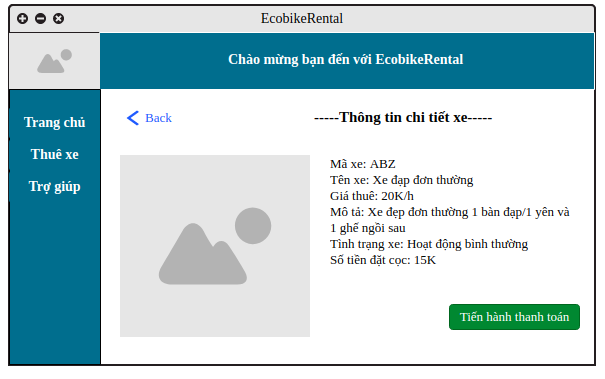 EcobikeRental
Chào mừng bạn đến với EcobikeRental
Trang chủ
Thuê xe
Trợ giúp
Back
-----Thông tin chi tiết xe-----
Mã xe: ABZ
Tên xe: Xe đạp đơn thường
Giá thuê: 20K/h
Mô tả: Xe đẹp đơn thường 1 bàn đạp/1 yên và
1 ghế ngồi sau
Tình trạng xe: Hoạt động bình thường
Số tiền đặt cọc: 15K
Tiến hành thanh toán